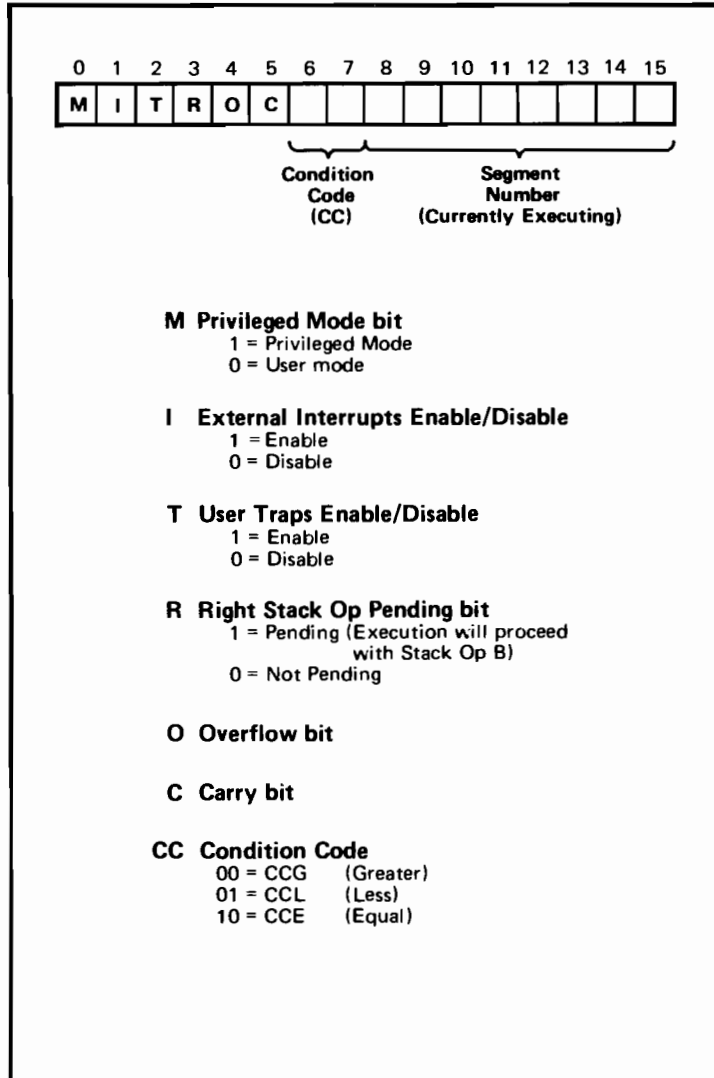 0 1 2 3 4 5 6 7 8 9 10 11 12 13 14 15
M I T R O C
Condition
Code
(CC)
Segment
Number
(Currently Executing)
M Privileged Mode bit
1 = Privileged Mode
0 = User mode
I External Interrupts Enable/Disable
1 = Enable
0 = Disable
T User Traps Enable/Disable
1 = Enable
0 = Disable
R Right Stack Op Pending bit
1 = Pending (Execution will proceed
with Stack Op B)
0 = Not Pending
O Overflow bit
C Carry bit
CC Condition Code
00 = CCG (Greater)
01 = CCL (Less)
10 = CCE (Equal)